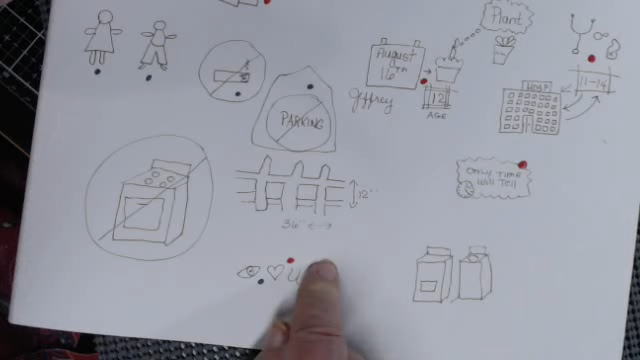 Plant
August
16TH
Jeffrey
12
AGE
HOSP.
11-14
PARKING
ONLY TIME
WILL TELL
12"
36"
U